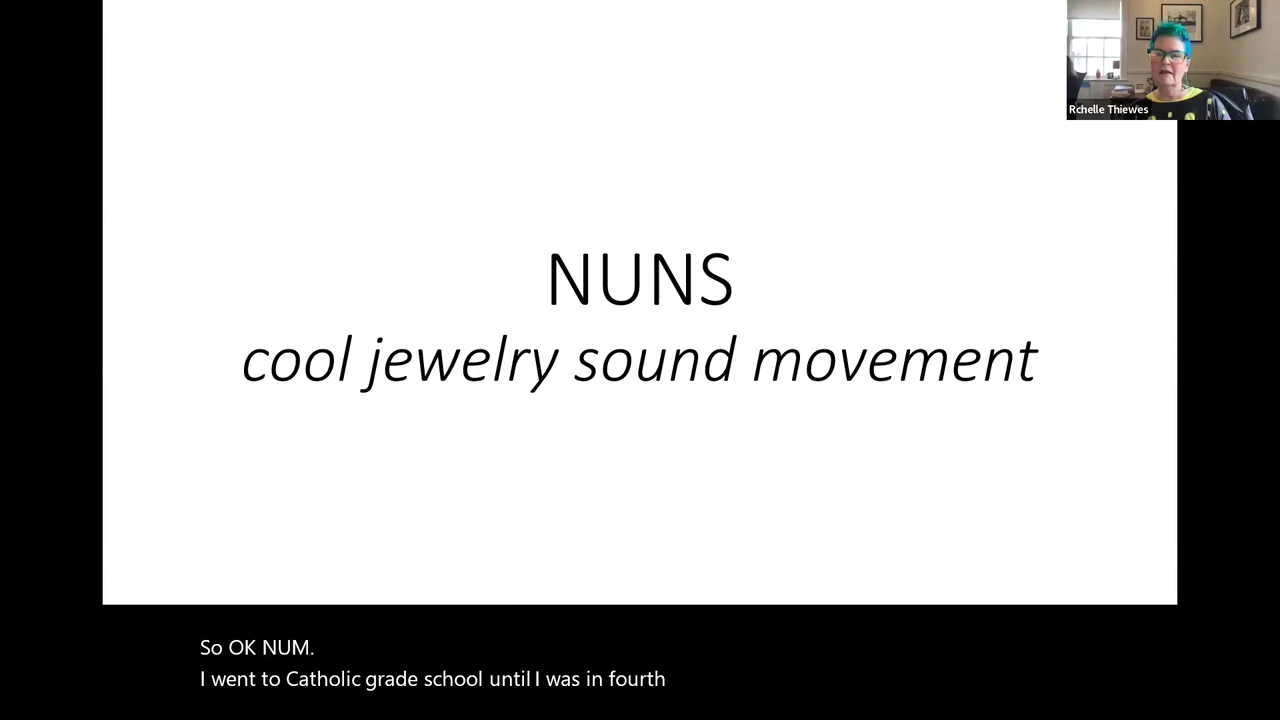 Rchelle Thiewes
NUNS
cool jewelry sound movement
So OK NUM.
I went to Catholic grade school until I was in fourth